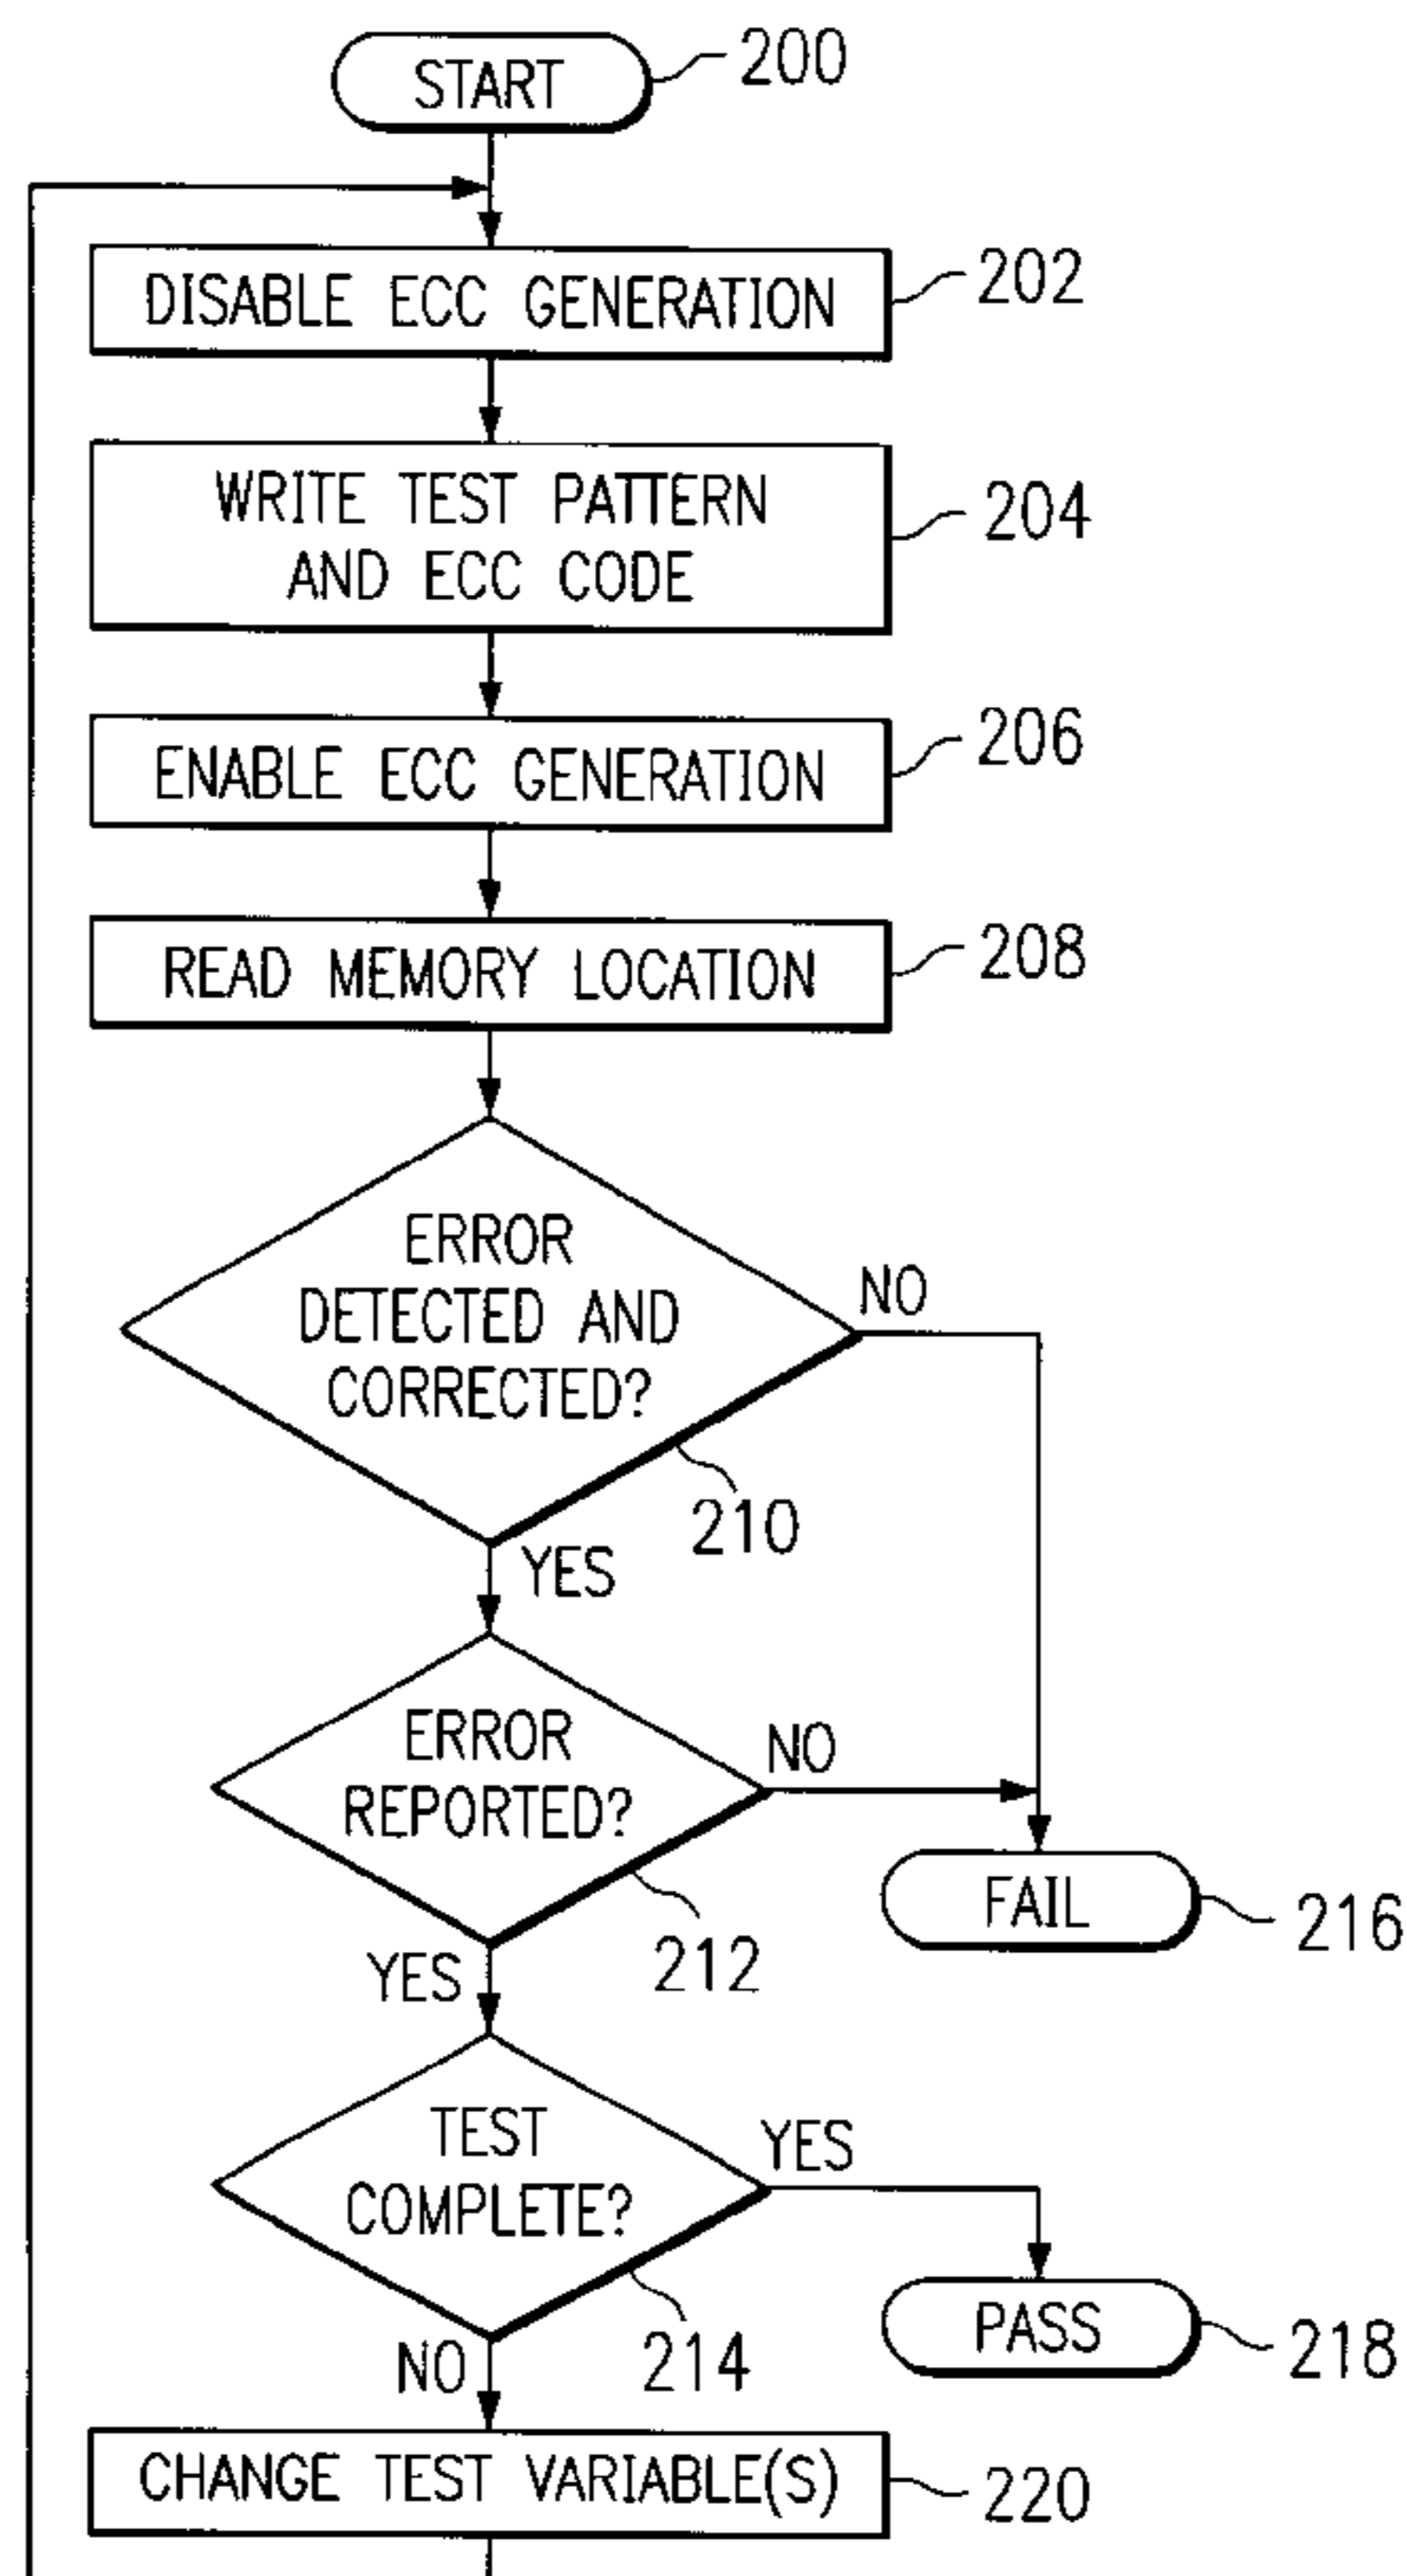 START
200
DISABLE ECC GENERATION
202
WRITE TEST PATTERN
AND ECC CODE
204
ENABLE ECC GENERATION
206
READ MEMORY LOCATION
208
ERROR
DETECTED AND
CORRECTED?
NO
210
YES
ERROR
REPORTED?
NO
212
YES
FAIL
216
TEST
COMPLETE?
YES
214
NO
PASS
218
CHANGE TEST VARIABLE(S)
220